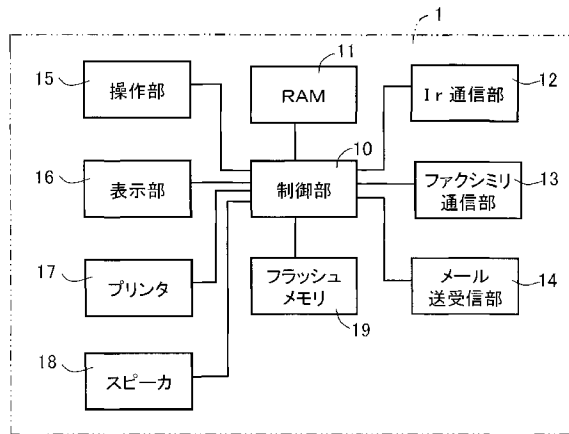 1
15
操作部
11
RAM
12
Ir 通信部
16
表示部
10
制御部
13
ファクシミリ
通信部
17
プリンタ
フラッシュ
メモリ
19
14
メール
送受信部
18
スピーカ